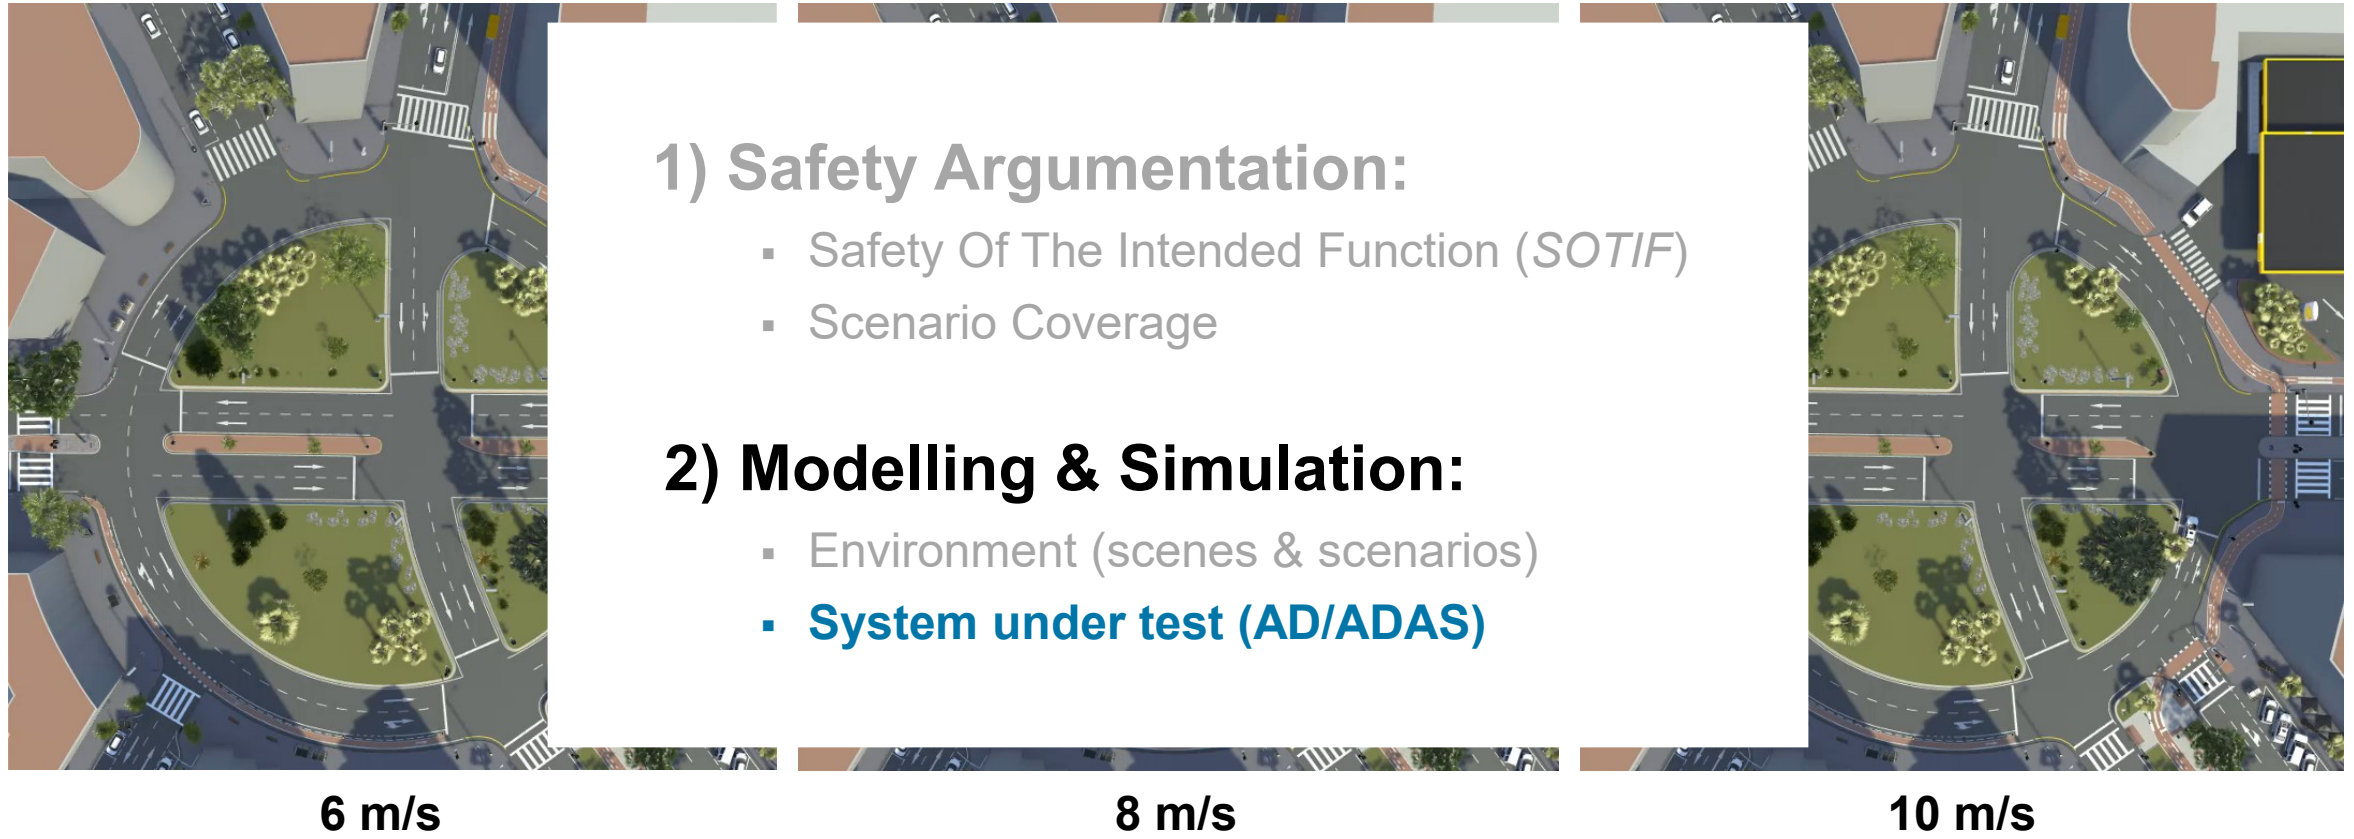 1) Safety Argumentation:
▪ Safety Of The Intended Function (SOTIF)
▪ Scenario Coverage
2) Modelling & Simulation:
▪ Environment (scenes & scenarios)
▪ System under test (AD/ADAS)
6 m/s
8 m/s
10 m/s